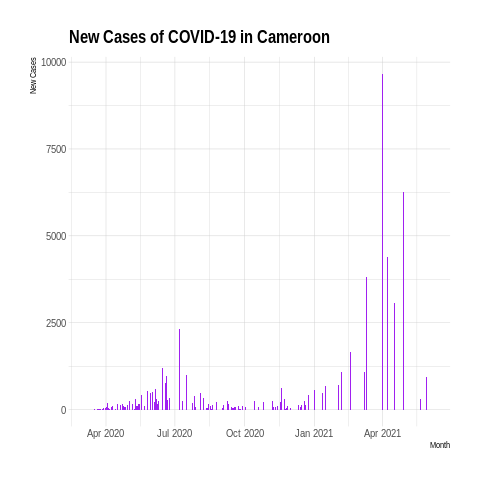 New Cases of COVID-19 in Cameroon
New Cases
10000
7500
5000
2500
0
Apr 2020 Jul 2020 Oct 2020 Jan 2021 Apr 2021
Month